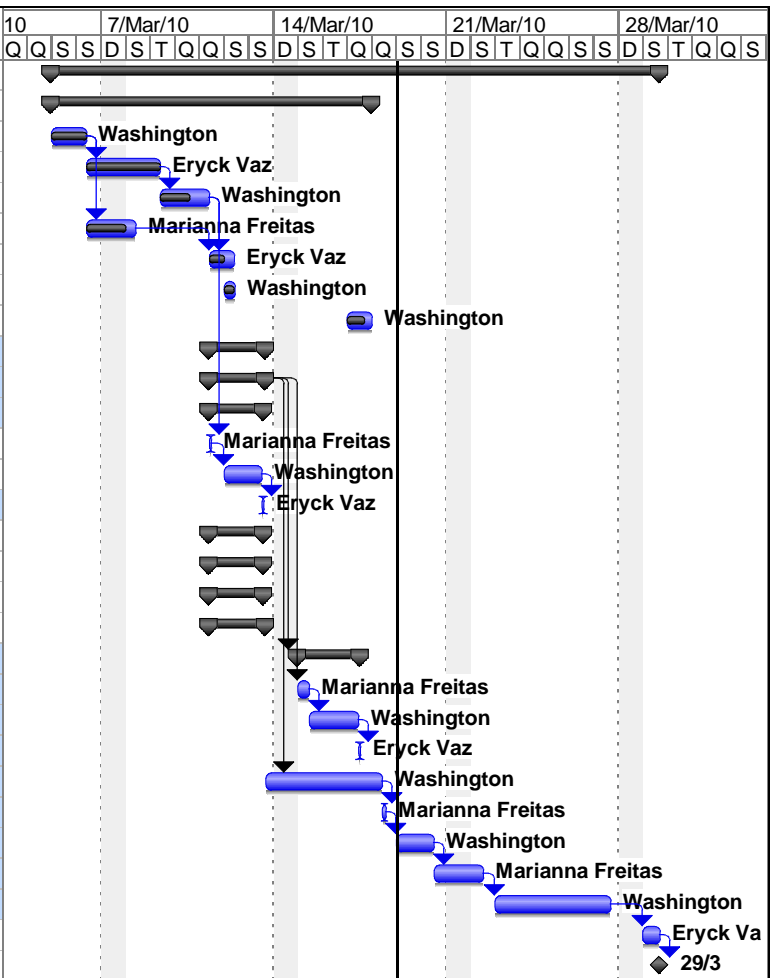 10 7/Mar/10 14/Mar/10 21/Mar/10 28/Mar/10
Q Q S S D S T Q Q S S D S T Q Q S S D S T Q Q S S D S T Q Q S
Washington
Eryck Vaz
Washington
Marianna Freitas
Eryck Vaz
Washington
Washington
Marianna Freitas
Washington
Eryck Vaz
Marianna Freitas
Washington
Eryck Vaz
Washington
Marianna Freitas
Washington
Marianna Freitas
Washington
Eryck Va
29/3